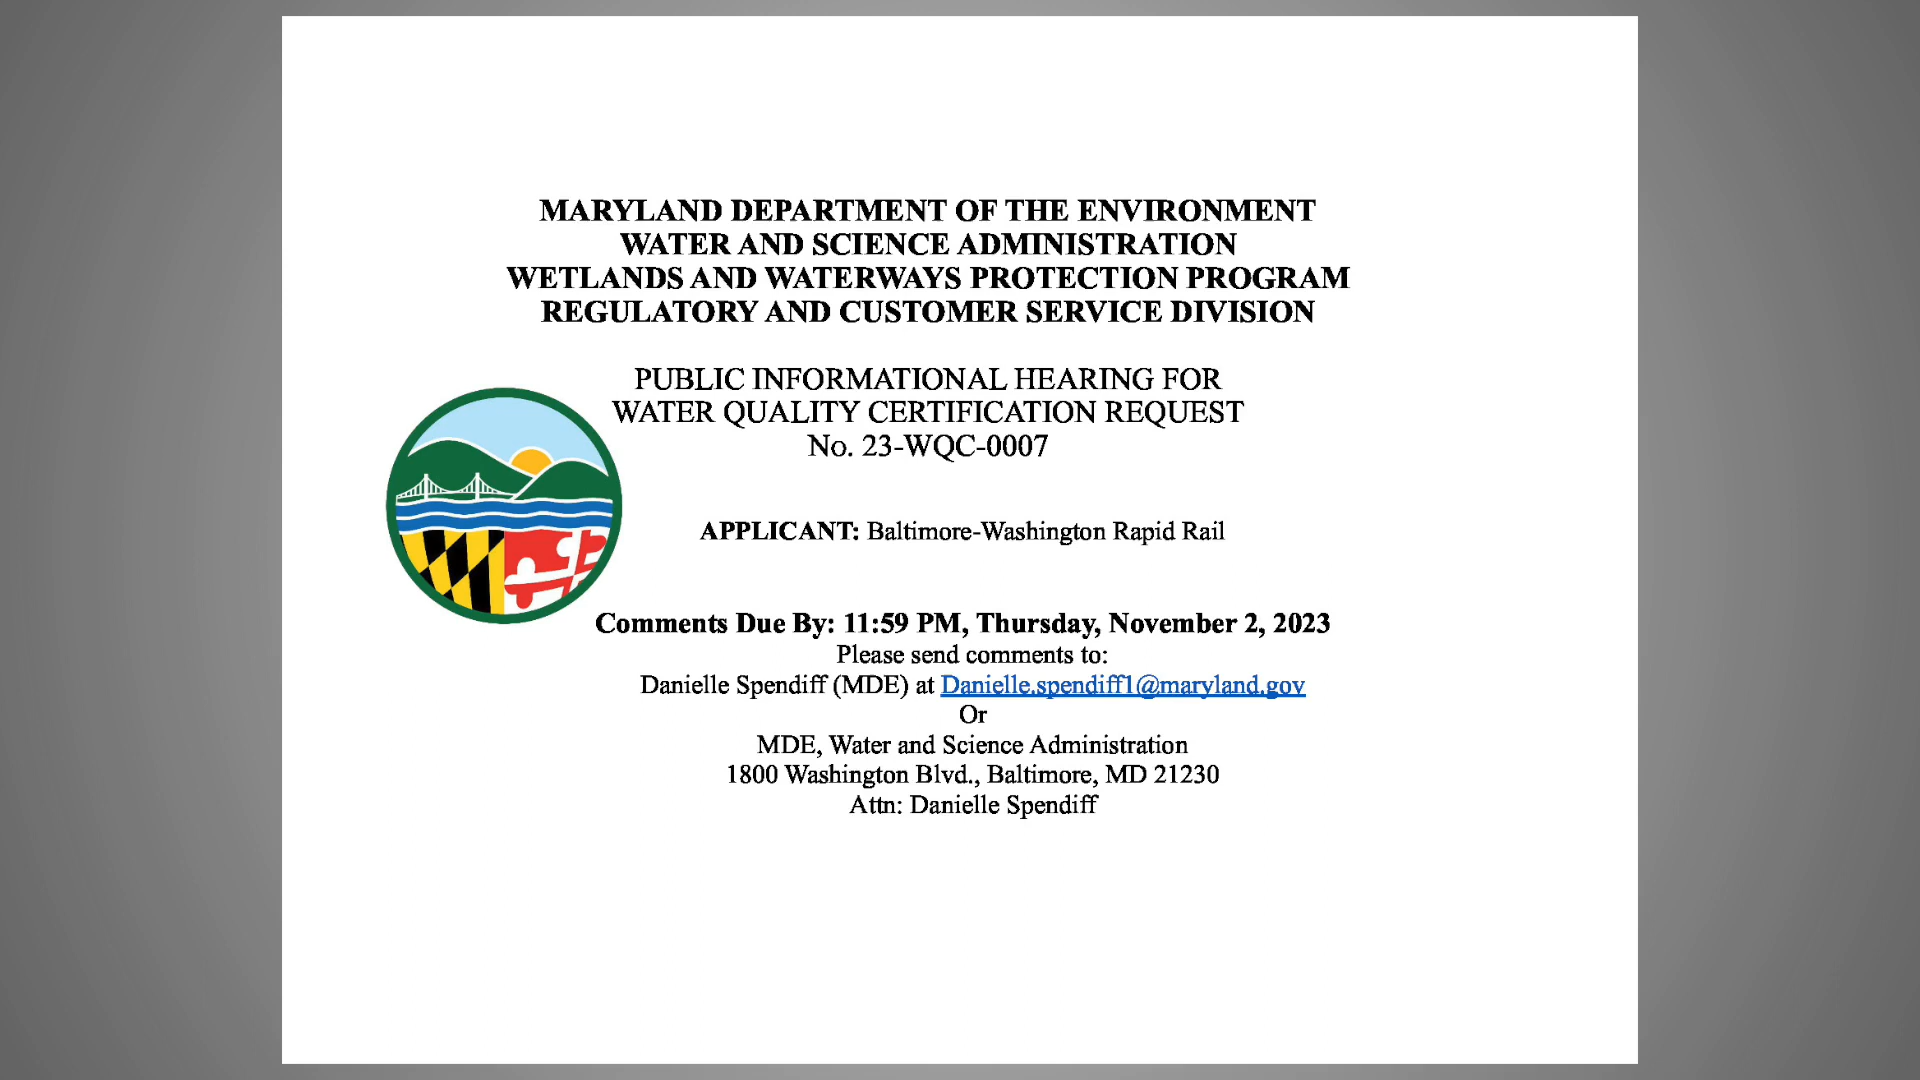 MARYLAND DEPARTMENT OF THE ENVIRONMENT
WATER AND SCIENCE ADMINISTRATION
WETLANDS AND WATERWAYS PROTECTION PROGRAM
REGULATORY AND CUSTOMER SERVICE DIVISION
PUBLIC INFORMATIONAL HEARING FOR
WATER QUALITY CERTIFICATION REQUEST
No. 23-WQC-0007
APPLICANT: Baltimore-Washington Rapid Rail
Comments Due By: 11:59 PM, Thursday, November 2, 2023
Please send comments to:
Danielle Spendiff (MDE) at Danielle.spendiff1@maryland.gov
Or
MDE, Water and Science Administration
1800 Washington Blvd., Baltimore, MD 21230
Attn: Danielle Spendiff